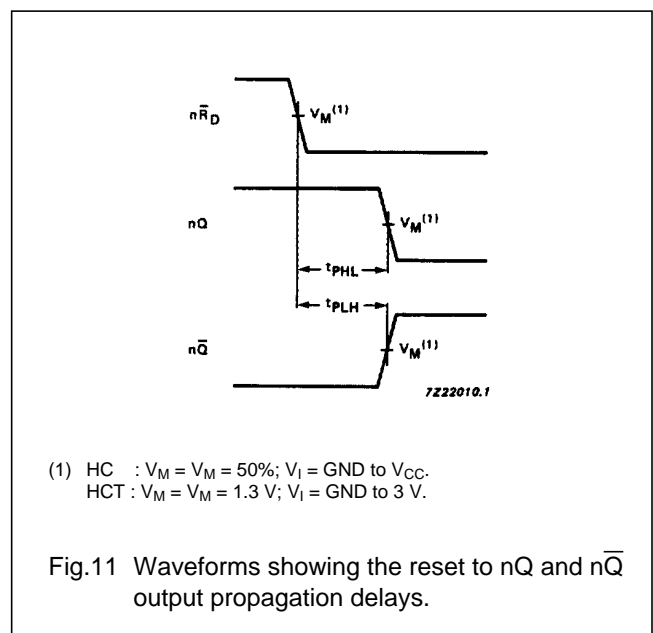 nR̅D
VM(1)
nQ
VM(1)
tPHL
tPLH
nQ̅
VM(1)
7Z22010.1
(1) HC : VM = VM = 50%; VI = GND to VCC.
HCT : VM = VM = 1.3 V; VI = GND to 3 V.
Fig.11 Waveforms showing the reset to nQ and nQ̅
output propagation delays.